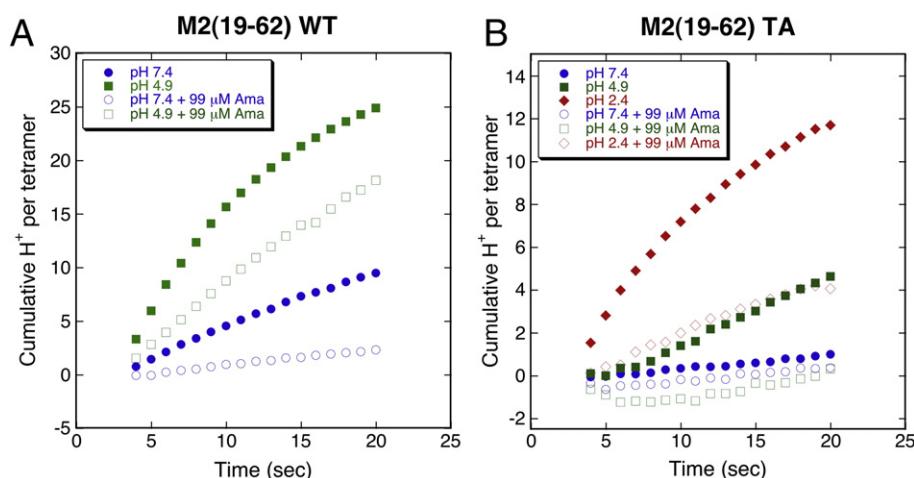 A
M2(19-62) WT
30
25
20
15
10
5
0
-5
Cumulative H⁺ per tetramer
pH 7.4
pH 4.9
pH 7.4 + 99 μM Ama
pH 4.9 + 99 μM Ama
0 5 10 15 20 25
Time (sec)
B
M2(19-62) TA
14
12
10
8
6
4
2
0
-2
Cumulative H⁺ per tetramer
pH 7.4
pH 4.9
pH 2.4
pH 7.4 + 99 μM Ama
pH 4.9 + 99 μM Ama
pH 2.4 + 99 μM Ama
0 5 10 15 20 25
Time (sec)